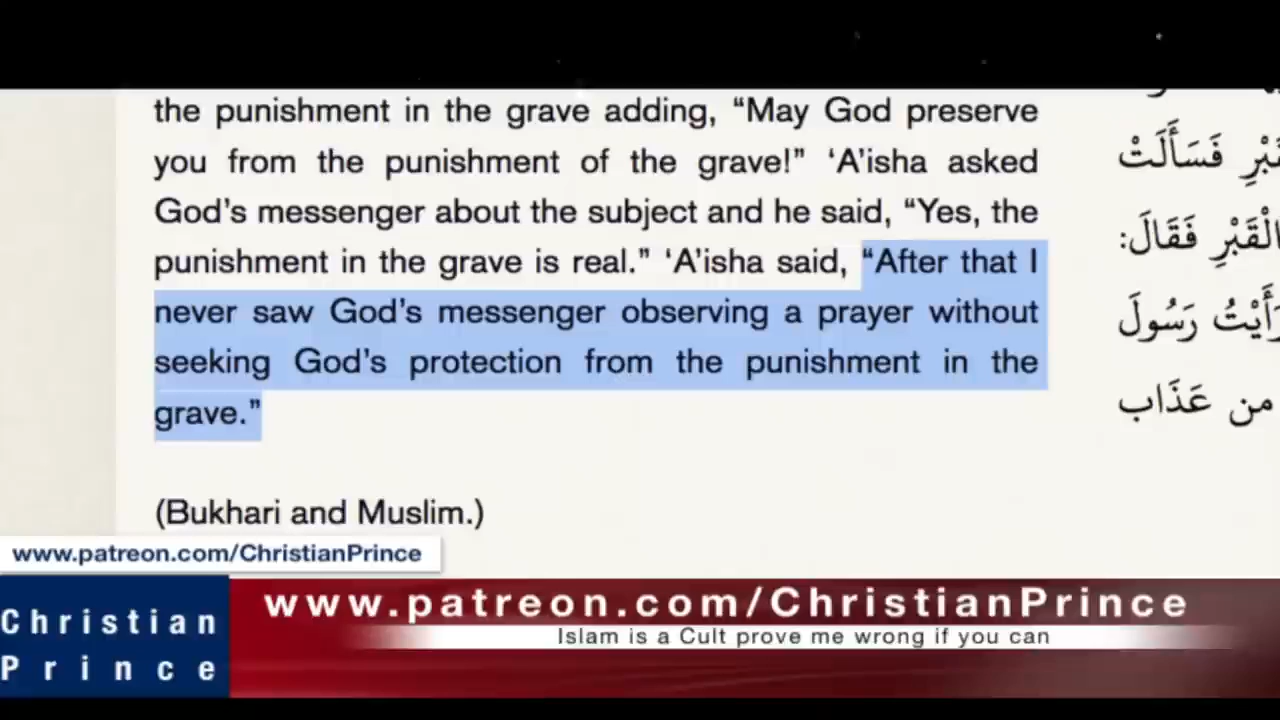 the punishment in the grave adding, “May God preserve
you from the punishment of the grave!” ‘A’isha asked
God’s messenger about the subject and he said, “Yes, the
punishment in the grave is real.” ‘A’isha said, “After that I
never saw God’s messenger observing a prayer without
seeking God’s protection from the punishment in the
grave.”
(Bukhari and Muslim.)
فَسَأَلَتْ
الْقَبْرِ فَقَالَ:
رَأَيْتُ رَسُولَ
من عَذَاب
www.patreon.com/ChristianPrince
Christian
Prince
www.patreon.com/ChristianPrince
Islam is a Cult prove me wrong if you can